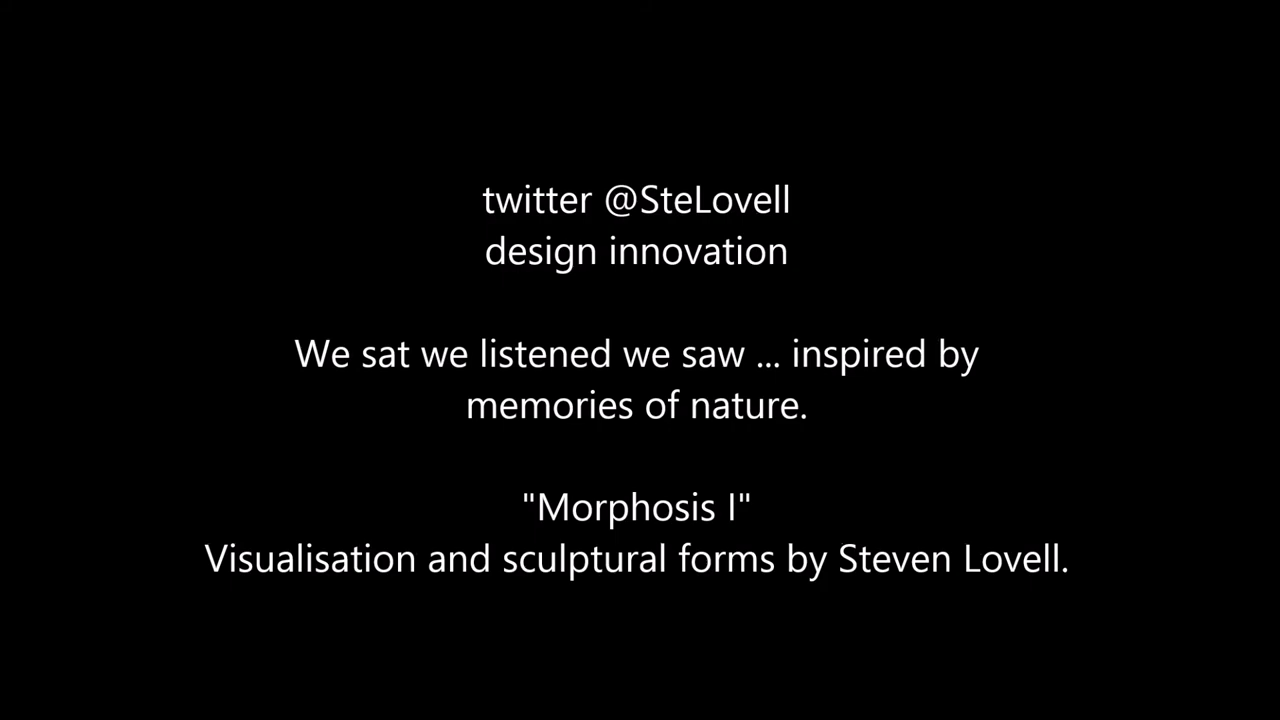 twitter @SteLovell
design innovation
We sat we listened we saw ... inspired by
memories of nature.
"Morphosis I"
Visualisation and sculptural forms by Steven Lovell.